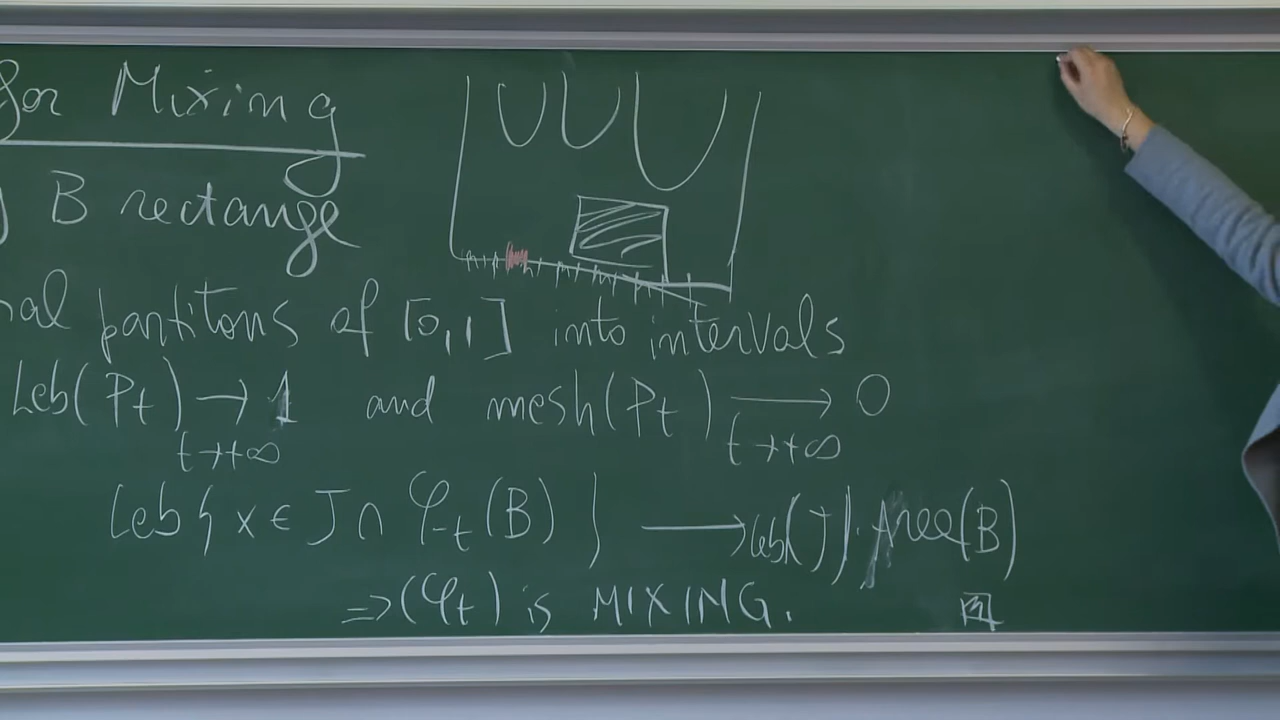 for Mixing
B rectange
nal partitons of [0,1] into intervals
Leb(Pt) → 1 and mesh(Pt) → 0
t→+∞ t→+∞
Leb{ x ∈ J ∩ φ-t (B) } → Leb(J). Area(B)
⇒ (φt) is MIXING.